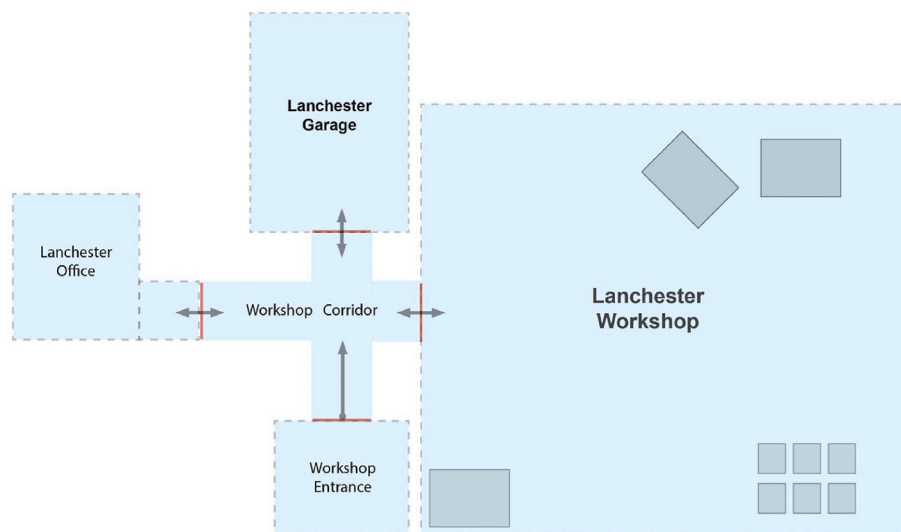 Lanchester
Garage
Lanchester
Office
Workshop Corridor
Lanchester
Workshop
Workshop
Entrance